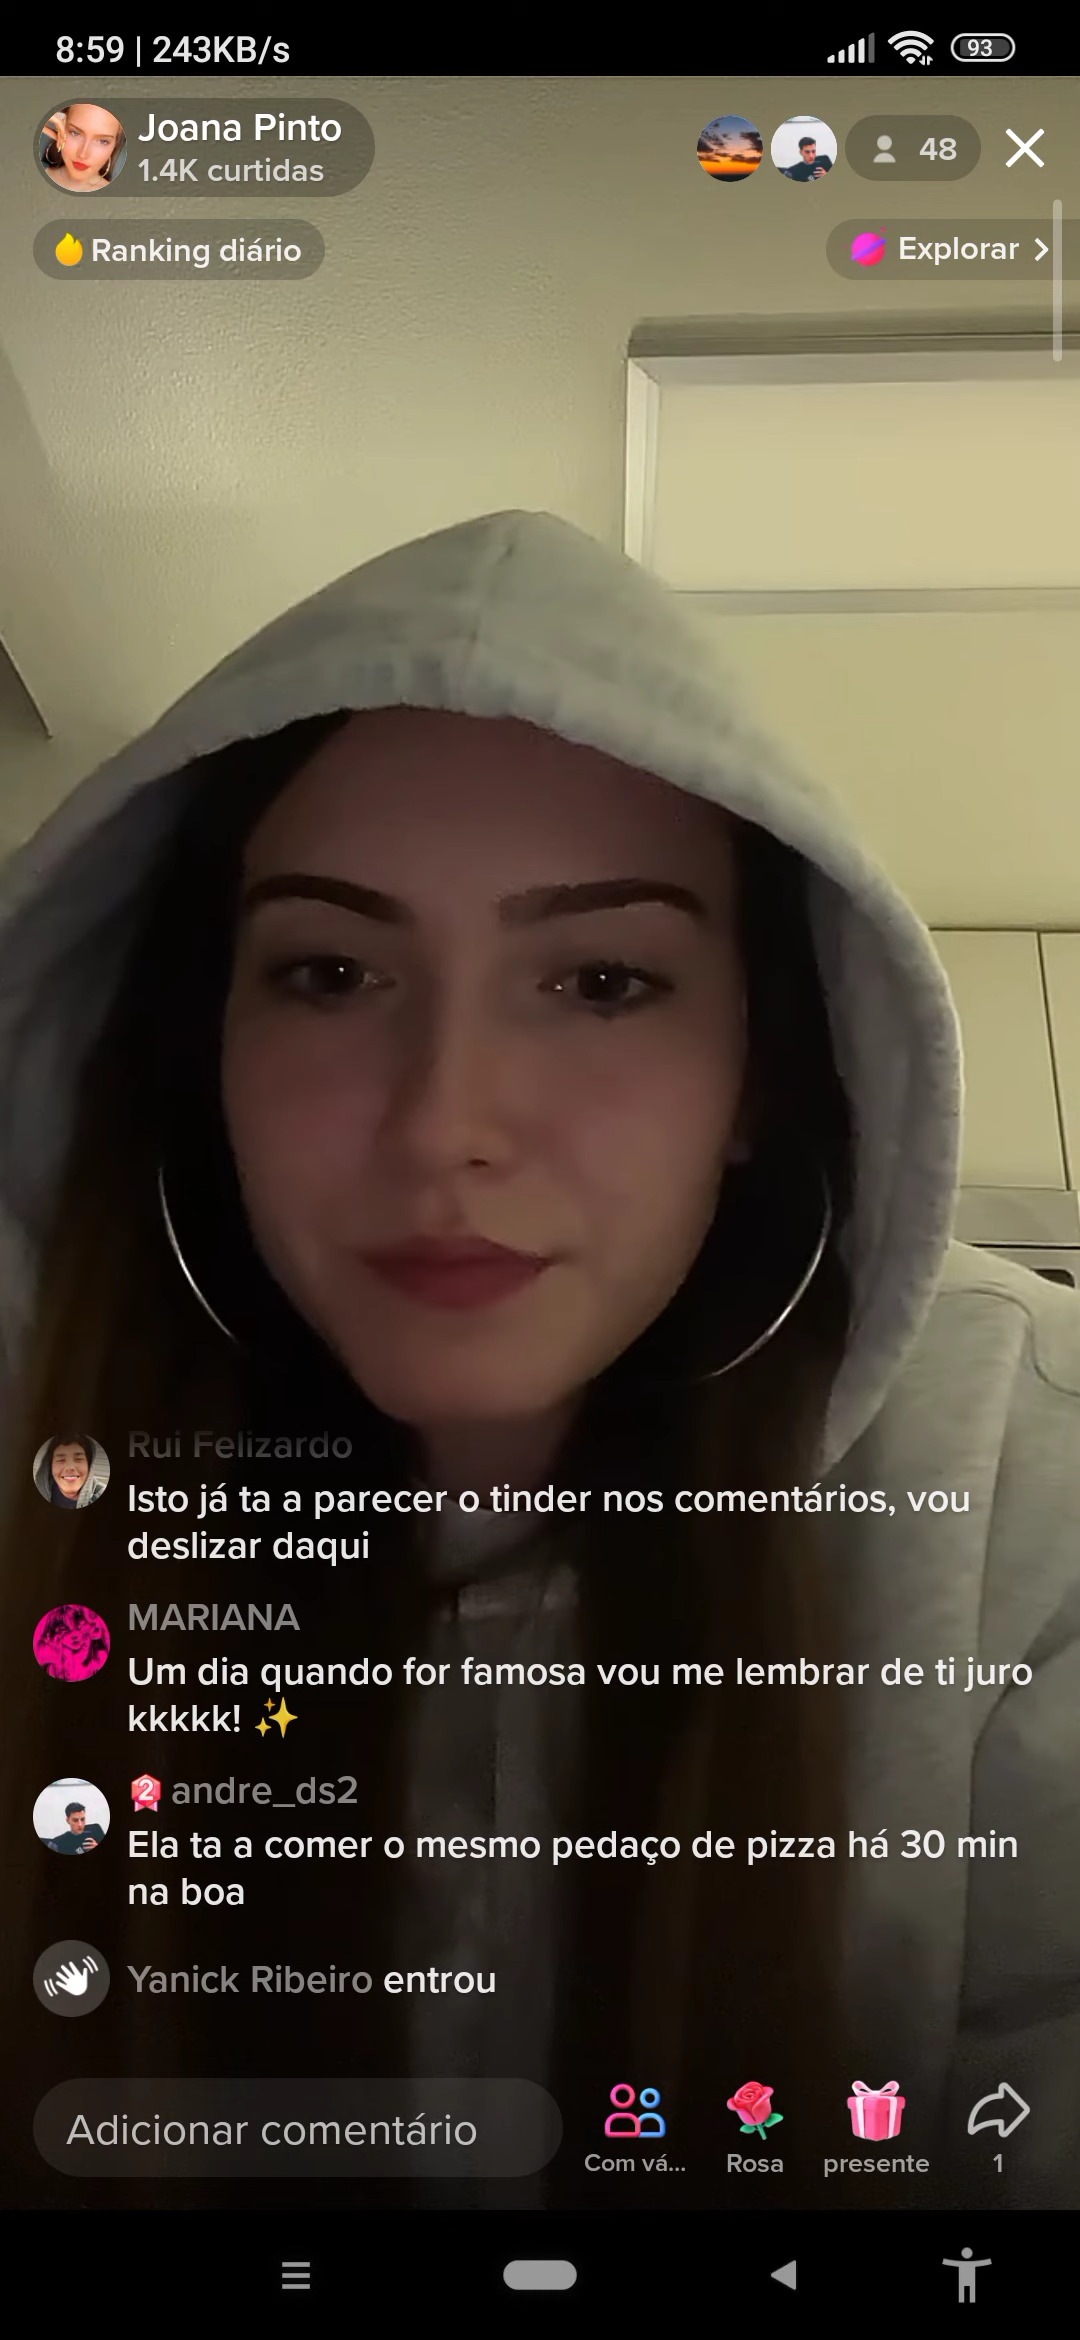 8:59 | 243KB/s
93
Joana Pinto
1.4K curtidas
48
Ranking diário
Explorar
Rui Felizardo
Isto já ta a parecer o tinder nos comentários, vou
deslizar daqui
MARIANA
Um dia quando for famosa vou me lembrar de ti juro
kkkkk! ✨
2 andre_ds2
Ela ta a comer o mesmo pedaço de pizza há 30 min
na boa
Yanick Ribeiro entrou
Adicionar comentário
Com vá...
Rosa
presente
1